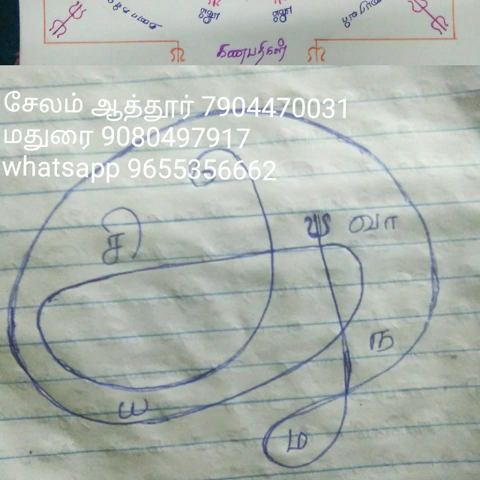 கணபதிகள்
சேலம் ஆத்தூர் 7904470031
மதுரை 9080497917
whatsapp 9655356662
சி
வா
ந
ய
ம